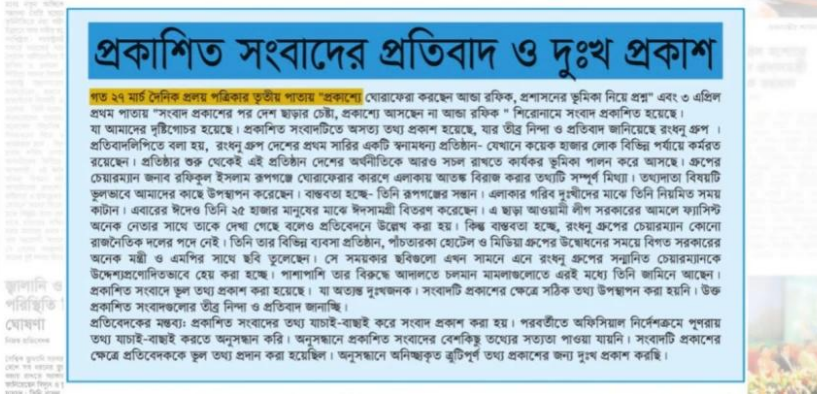 প্রকাশিত সংবাদের প্রতিবাদ ও দুঃখ প্রকাশ
গত ২৭ মার্চ দৈনিক প্রলয় পত্রিকার তৃতীয় পাতায় "প্রকাশ্যে ঘোরাফেরা করছেন আন্ডা রফিক, প্রশাসনের ভূমিকা নিয়ে প্রশ্ন" এবং ৩ এপ্রিল
প্রথম পাতায় "সংবাদ প্রকাশের পর দেশ ছাড়ার চেষ্টা, প্রকাশ্যে আসছেন না আন্ডা রফিক" শিরোনামে সংবাদ প্রকাশিত হয়েছে।
যা আমাদের দৃষ্টিগোচর হয়েছে। প্রকাশিত সংবাদটিতে অসত্য তথ্য প্রকাশ হয়েছে, যার তীব্র নিন্দা ও প্রতিবাদ জানিয়েছে রংধনু গ্রুপ ।
প্রতিবাদলিপিতে বলা হয়, রংধনু গ্রুপ দেশের প্রথম সারির একটি স্বনামধন্য প্রতিষ্ঠান- যেখানে কয়েক হাজার লোক বিভিন্ন পর্যায়ে কর্মরত
রয়েছেন। প্রতিষ্ঠার শুরু থেকেই এই প্রতিষ্ঠান দেশের অর্থনীতিকে আরও সচল রাখতে কার্যকর ভূমিকা পালন করে আসছে। গ্রুপের
চেয়ারম্যান জনাব রফিকুল ইসলাম রূপগঞ্জে ঘোরাফেরার কারণে এলাকায় আতঙ্ক বিরাজ করার তথ্যটি সম্পূর্ণ মিথ্যা। তথ্যদাতা বিষয়টি
ভুলভাবে আমাদের কাছে উপস্থাপন করেছেন। বাস্তবতা হচ্ছে- তিনি রূপগঞ্জের সন্তান। এলাকার গরিব দুঃখীদের মাঝে তিনি নিয়মিত সময়
কাটান। এবারের ঈদেও তিনি ২৫ হাজার মানুষের মাঝে ঈদসামগ্রী বিতরণ করেছেন। এ ছাড়া আওয়ামী লীগ সরকারের আমলে ফ্যাসিস্ট
অনেক নেতার সাথে তাকে দেখা গেছে বলেও প্রতিবেদনে উল্লেখ করা হয়। কিন্তু বাস্তবতা হচ্ছে, রংধনু গ্রুপের চেয়ারম্যান কোনো
রাজনৈতিক দলের পদে নেই। তিনি তার বিভিন্ন ব্যবসা প্রতিষ্ঠান, পাঁচতারকা হোটেল ও মিডিয়া গ্রুপের উদ্বোধনের সময়ে বিগত সরকারের
অনেক মন্ত্রী ও এমপির সাথে ছবি তুলেছেন। সে সময়কার ছবিগুলো এখন সামনে এনে রংধনু গ্রুপের সম্মানিত চেয়ারম্যানকে
উদ্দেশ্যপ্রণোদিতভাবে হেয় করা হচ্ছে। পাশাপাশি তার বিরুদ্ধে আদালতে চলমান মামলাগুলোতে এরই মধ্যে তিনি জামিনে আছেন।
প্রকাশিত সংবাদে ভুল তথ্য প্রকাশ করা হয়েছে। যা অত্যন্ত দুঃখজনক। সংবাদটি প্রকাশের ক্ষেত্রে সঠিক তথ্য উপস্থাপন করা হয়নি। উক্ত
প্রকাশিত সংবাদগুলোর তীব্র নিন্দা ও প্রতিবাদ জানাচ্ছি।
প্রতিবেদকের মন্তব্য: প্রকাশিত সংবাদের তথ্য যাচাই-বাছাই করে সংবাদ প্রকাশ করা হয়। পরবর্তীতে অফিসিয়াল নির্দেশক্রমে পূণরায়
তথ্য যাচাই-বাছাই করতে অনুসন্ধান করি। অনুসন্ধানে প্রকাশিত সংবাদের বেশকিছু তথ্যের সত্যতা পাওয়া যায়নি। সংবাদটি প্রকাশের
ক্ষেত্রে প্রতিবেদককে ভুল তথ্য প্রদান করা হয়েছিল। অনুসন্ধানে অনিচ্ছাকৃত ত্রুটিপূর্ণ তথ্য প্রকাশের জন্য দুঃখ প্রকাশ করছি।
জ্বালানি ও
পরিস্থিতি
ঘোষণা